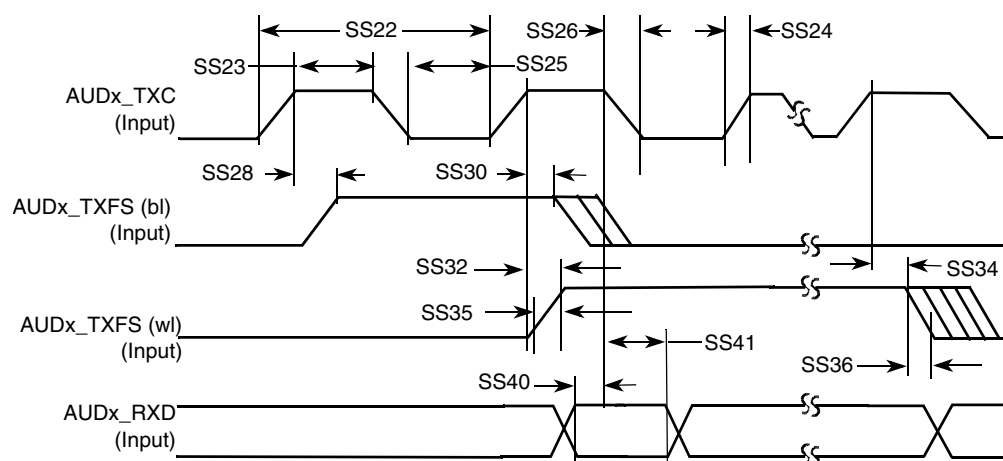 SS22
SS26
SS24
SS23
SS25
AUDx_TXC
(Input)
SS28
SS30
AUDx_TXFS (bl)
(Input)
SS32
SS34
SS35
AUDx_TXFS (wl)
(Input)
SS41
SS36
SS40
AUDx_RXD
(Input)